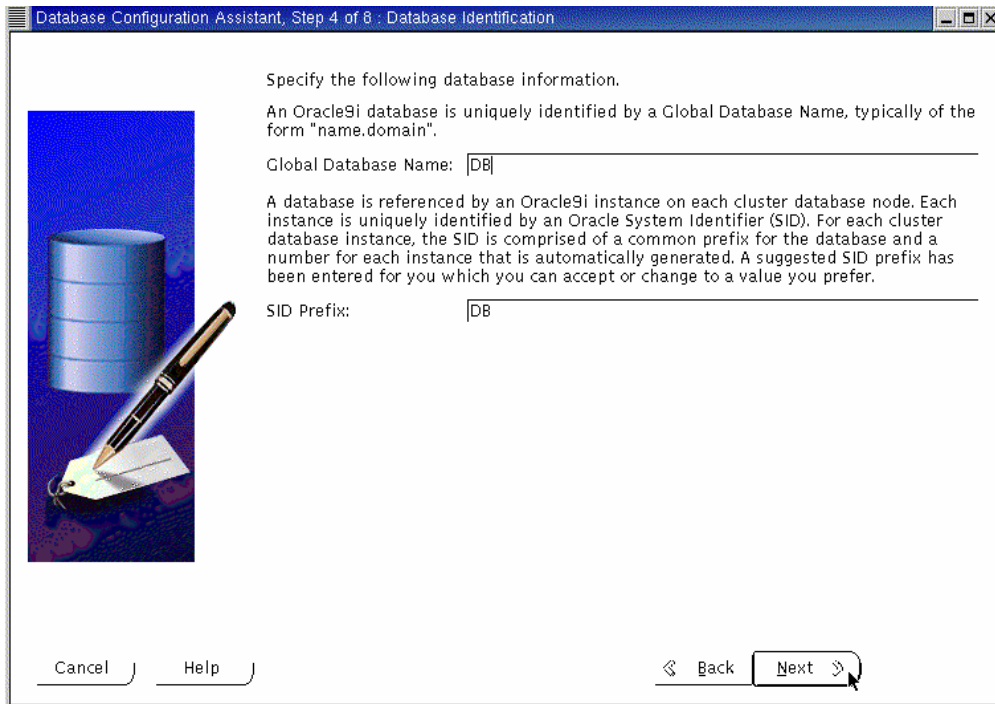 Database Configuration Assistant, Step 4 of 8 : Database Identification
Specify the following database information.
An Oracle9i database is uniquely identified by a Global Database Name, typically of the
form "name.domain".
Global Database Name: DB
A database is referenced by an Oracle9i instance on each cluster database node. Each
instance is uniquely identified by an Oracle System Identifier (SID). For each cluster
database instance, the SID is comprised of a common prefix for the database and a
number for each instance that is automatically generated. A suggested SID prefix has
been entered for you which you can accept or change to a value you prefer.
SID Prefix: DB
Cancel Help Back Next